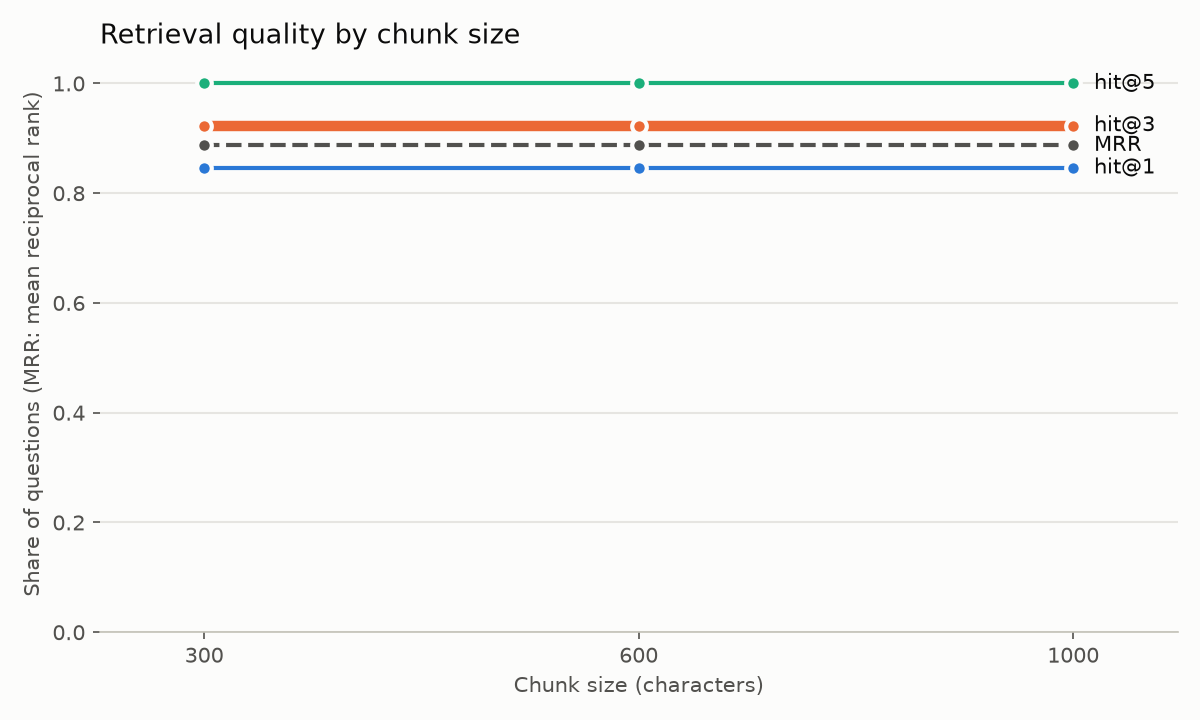 Retrieval quality by chunk size
Share of questions (MRR: mean reciprocal rank)
1.0
0.8
0.6
0.4
0.2
0.0
hit@5
hit@3
MRR
hit@1
300
600
1000
Chunk size (characters)